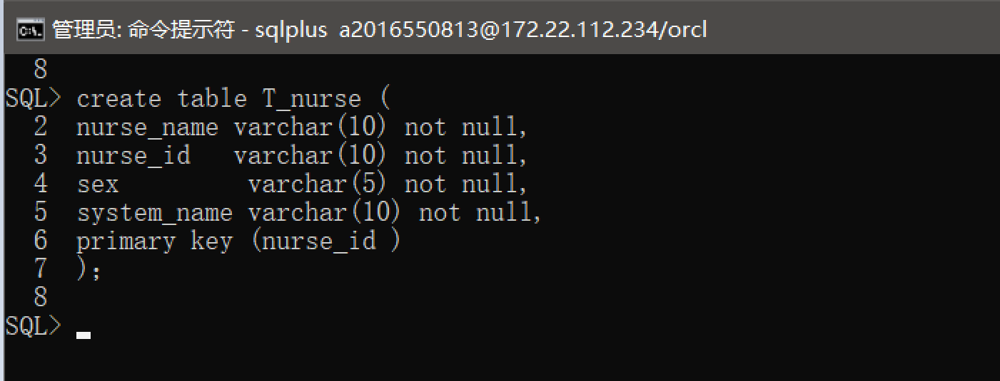 管理员: 命令提示符 - sqlplus  a2016550813@172.22.112.234/orcl
  8
SQL> create table T_nurse (
  2  nurse_name varchar(10) not null,
  3  nurse_id   varchar(10) not null,
  4  sex         varchar(5) not null,
  5  system_name varchar(10) not null,
  6  primary key (nurse_id )
  7  )；
  8
SQL>